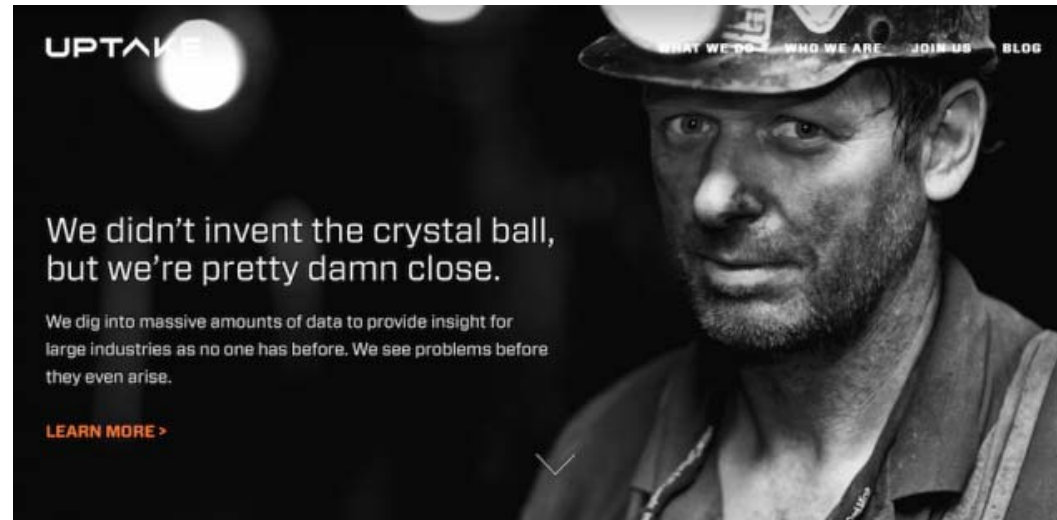 UPTAKE
WHAT WE DO WHO WE ARE JOIN US BLOG
We didn't invent the crystal ball,
but we're pretty damn close.
We dig into massive amounts of data to provide insight for
large industries as no one has before. We see problems before
they even arise.
LEARN MORE >